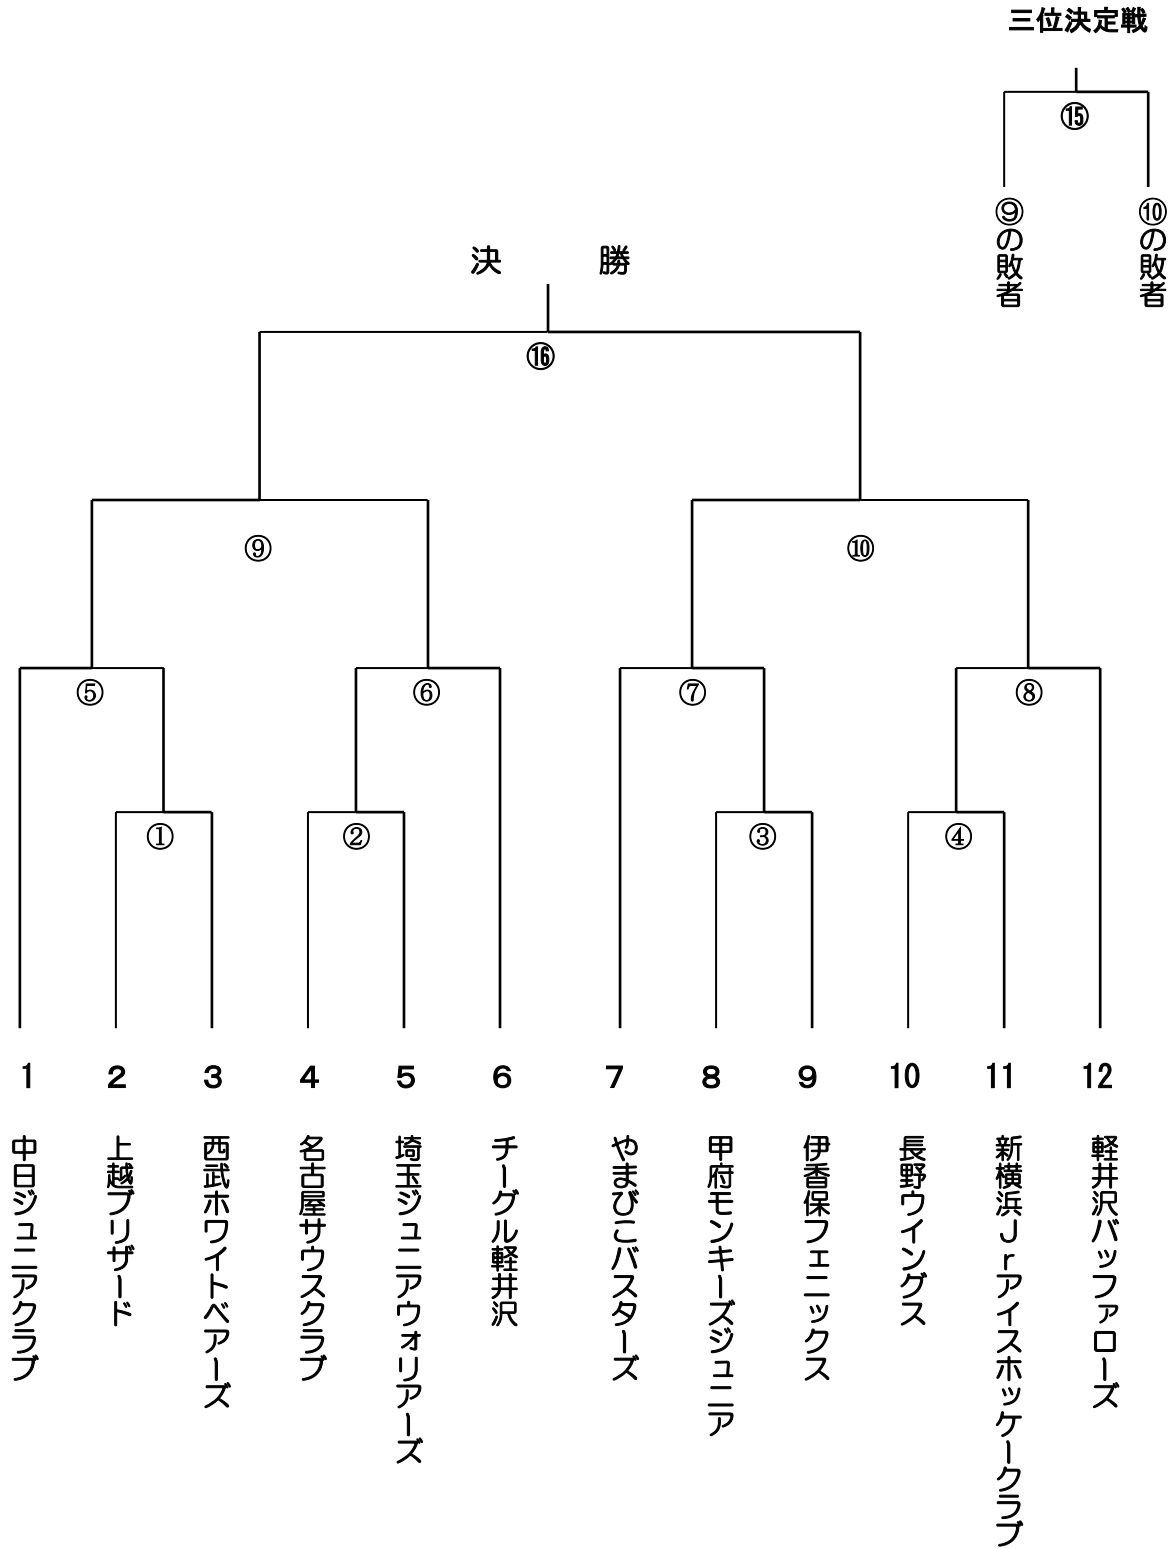 三位決定戦
⑮
⑨の敗者
⑩の敗者
決　勝
⑯
⑨
⑩
⑤
⑥
⑦
⑧
①
②
③
④
1
2
3
4
5
6
7
8
9
10
11
12
中日ジュニアクラブ
上越ブリザード
西武ホワイトベアーズ
名古屋サウスクラブ
埼玉ジュニアウォリアーズ
チーグル軽井沢
やまびこバスターズ
甲府モンキーズジュニア
伊香保フェニックス
長野ウイングス
新横浜Ｊｒアイスホッケークラブ
軽井沢バッファローズ